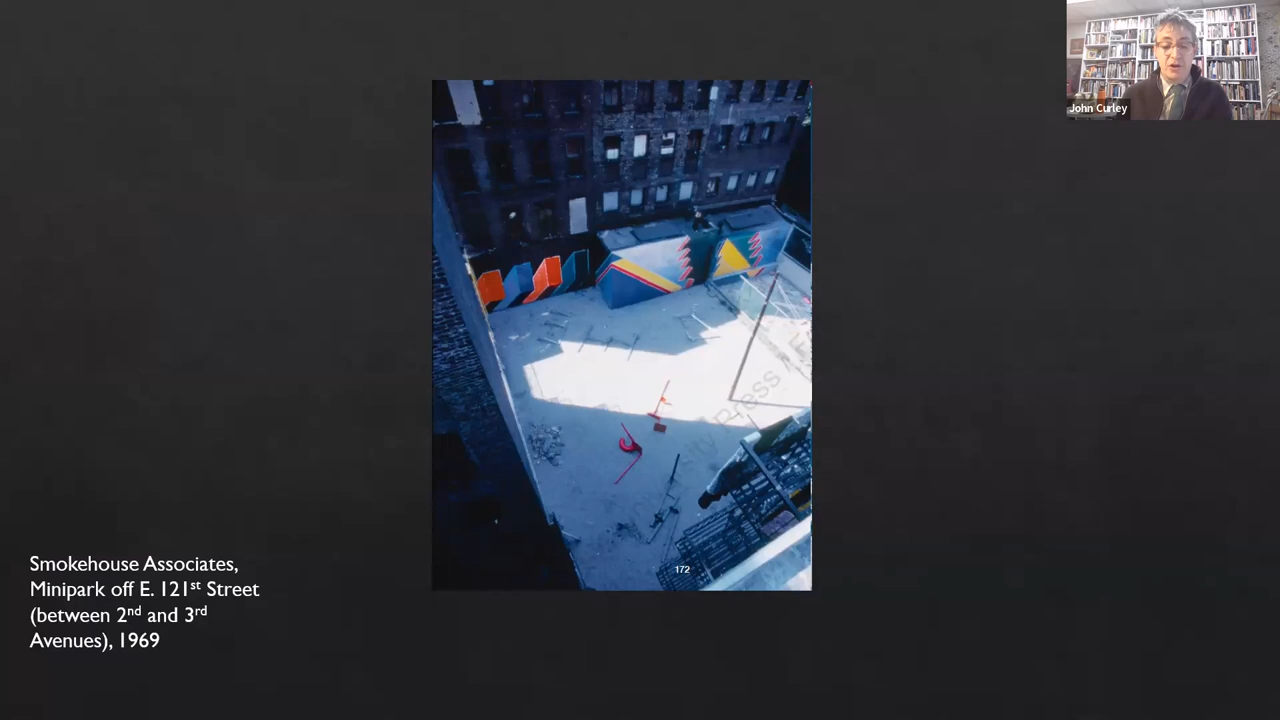 John Curley
172
Smokehouse Associates,
Minipark off E. 121st Street
(between 2nd and 3rd
Avenues), 1969